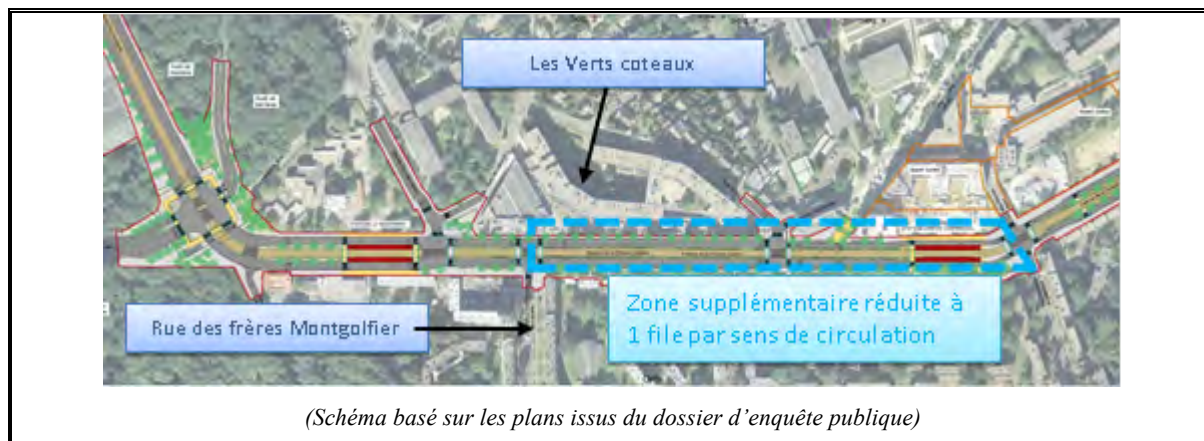 Les Verts coteaux
Rue des frères Montgolfier
Zone supplémentaire réduite à
1 file par sens de circulation
(Schéma basé sur les plans issus du dossier d'enquête publique)